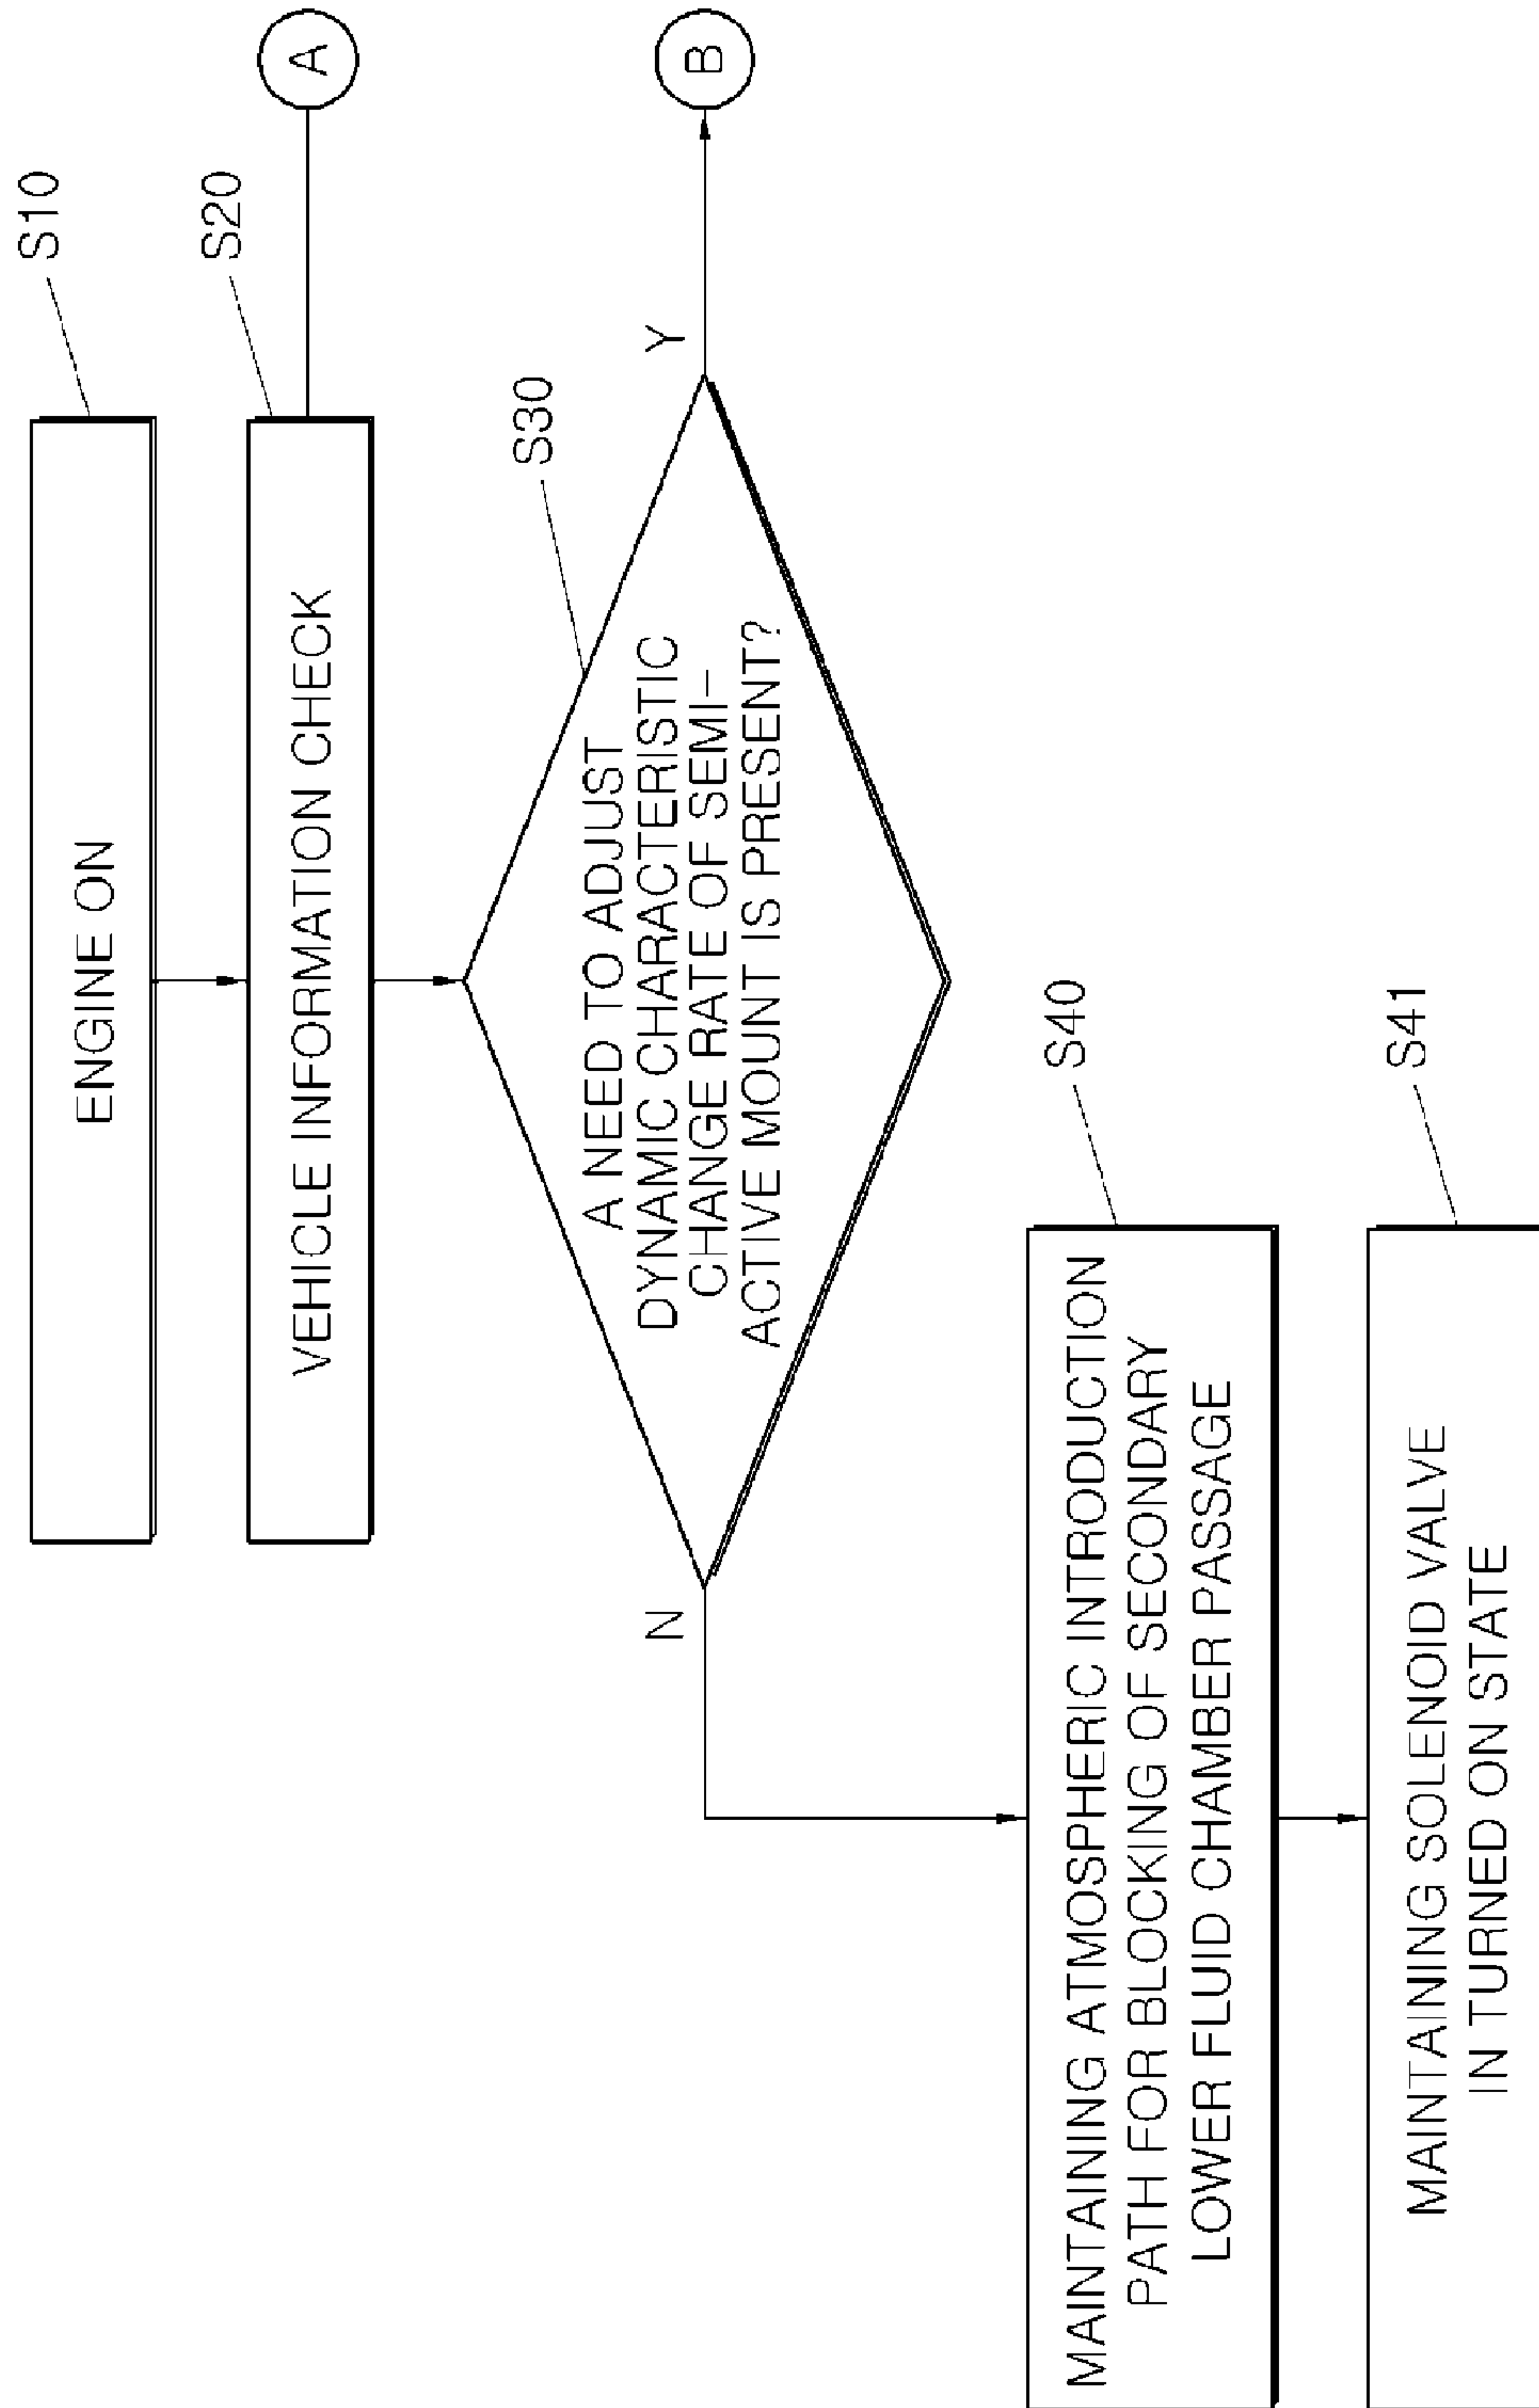 ENGINE ON
S10
VEHICLE INFORMATION CHECK
S20
A
A NEED TO ADJUST
DYNAMIC CHARACTERISTIC
CHANGE RATE OF SEMI-
ACTIVE MOUNT IS PRESENT?
S30
N
Y
B
MAINTAINING ATMOSPHERIC INTRODUCTION
PATH FOR BLOCKING OF SECONDARY
LOWER FLUID CHAMBER PASSAGE
S40
MAINTAINING SOLENOID VALVE
IN TURNED ON STATE
S41